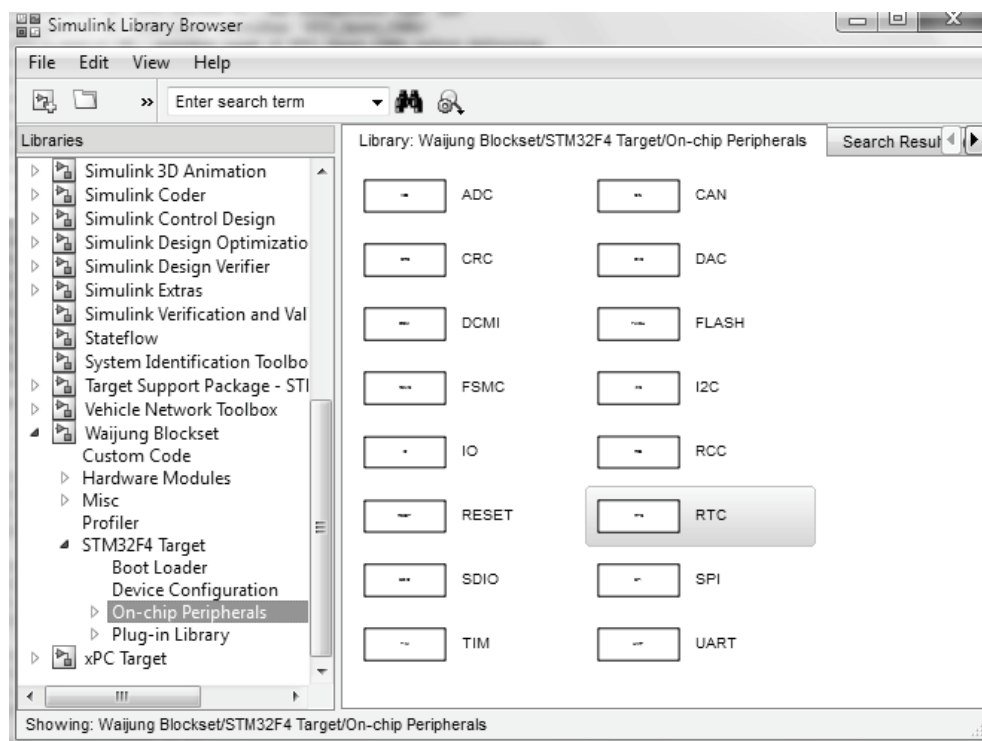 Simulink Library Browser
File Edit View Help
» Enter search term
Libraries
Simulink 3D Animation
Simulink Coder
Simulink Control Design
Simulink Design Optimizatio
Simulink Design Verifier
Simulink Extras
Simulink Verification and Val
Stateflow
System Identification Toolbo
Target Support Package - STI
Vehicle Network Toolbox
Waijung Blockset
Custom Code
Hardware Modules
Misc
Profiler
STM32F4 Target
Boot Loader
Device Configuration
On-chip Peripherals
Plug-in Library
xPC Target
Library: Waijung Blockset/STM32F4 Target/On-chip Peripherals Search Resul
ADC CAN
CRC DAC
DCMI FLASH
FSMC I2C
IO RCC
RESET RTC
SDIO SPI
TIM UART
Showing: Waijung Blockset/STM32F4 Target/On-chip Peripherals